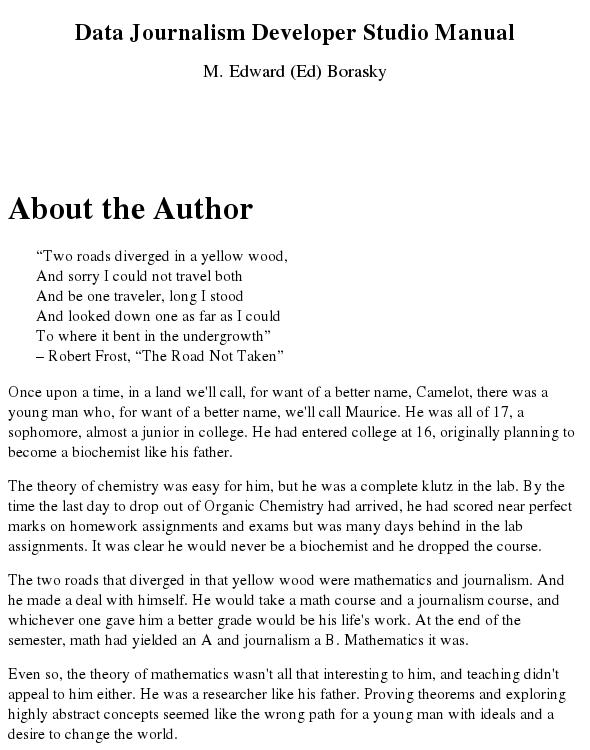 Data Journalism Developer Studio Manual
M. Edward (Ed) Borasky
About the Author
“Two roads diverged in a yellow wood,
And sorry I could not travel both
And be one traveler, long I stood
And looked down one as far as I could
To where it bent in the undergrowth”
– Robert Frost, “The Road Not Taken”
Once upon a time, in a land we'll call, for want of a better name, Camelot, there was a
young man who, for want of a better name, we'll call Maurice. He was all of 17, a
sophomore, almost a junior in college. He had entered college at 16, originally planning to
become a biochemist like his father.
The theory of chemistry was easy for him, but he was a complete klutz in the lab. By the
time the last day to drop out of Organic Chemistry had arrived, he had scored near perfect
marks on homework assignments and exams but was many days behind in the lab
assignments. It was clear he would never be a biochemist and he dropped the course.
The two roads that diverged in that yellow wood were mathematics and journalism. And
he made a deal with himself. He would take a math course and a journalism course, and
whichever one gave him a better grade would be his life's work. At the end of the
semester, math had yielded an A and journalism a B. Mathematics it was.
Even so, the theory of mathematics wasn't all that interesting to him, and teaching didn't
appeal to him either. He was a researcher like his father. Proving theorems and exploring
highly abstract concepts seemed like the wrong path for a young man with ideals and a
desire to change the world.